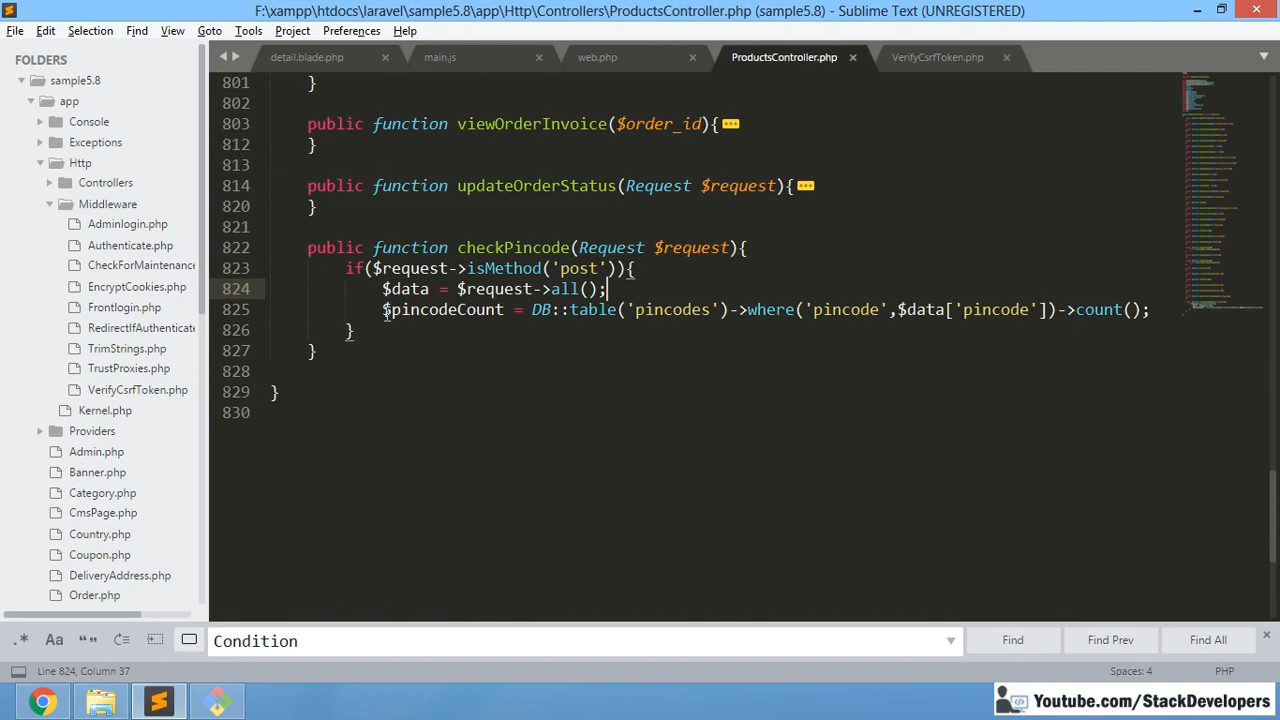 F:\xampp\htdocs\laravel\sample5.8\app\Http\Controllers\ProductsController.php (sample5.8) - Sublime Text (UNREGISTERED)
File Edit Selection Find View Goto Tools Project Preferences Help
FOLDERS
sample5.8
app
Console
Exceptions
Http
Controllers
Middleware
Adminlogin.php
Authenticate.php
CheckForMaintenance
EncryptCookies.php
Frontlogin.php
RedirectIfAuthentica
TrimStrings.php
TrustProxies.php
VerifyCsrfToken.php
Kernel.php
Providers
Admin.php
Banner.php
Category.php
CmsPage.php
Country.php
Coupon.php
DeliveryAddress.php
Order.php
detail.blade.php main.js web.php ProductsController.php VerifyCsrfToken.php
801 }
802
803 public function viewOrderInvoice($order_id){
812 }
813
814 public function updateOrderStatus(Request $request){
820 }
821
822 public function checkPincode(Request $request){
823 if($request->isMethod('post')){
824 $data = $request->all();
825 $pincodeCount = DB::table('pincodes')->where('pincode',$data['pincode'])->count();
826 }
827 }
828
829 }
830
.* Aa “” Condition Find Find Prev Find All
Line 824, Column 37 Spaces: 4 PHP
Youtube.com/StackDevelopers